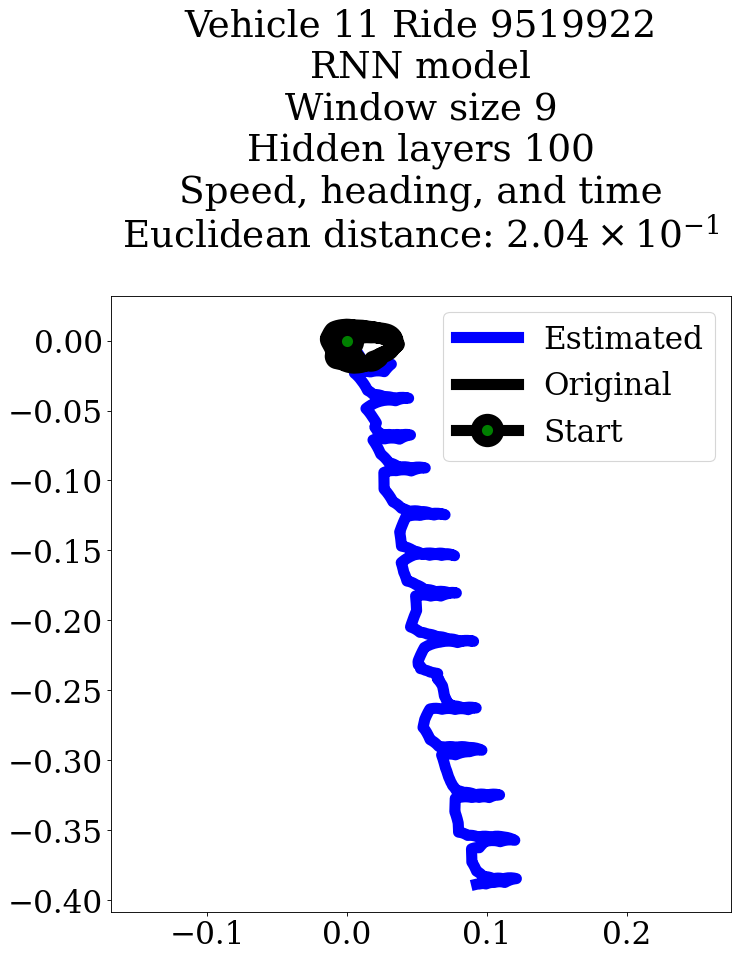 Vehicle 11 Ride 9519922
RNN model
Window size 9
Hidden layers 100
Speed, heading, and time
Euclidean distance: 2.04 × 10⁻¹
Estimated
Original
Start
0.00
−0.05
−0.10
−0.15
−0.20
−0.25
−0.30
−0.35
−0.40
−0.1 0.0 0.1 0.2